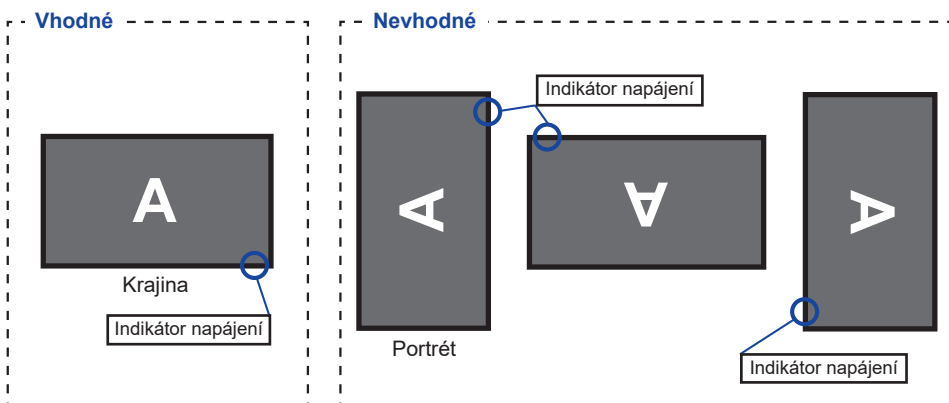 Vhodné
Nevhodné
Indikátor napájení
A
A
A
A
Krajina
Indikátor napájení
Portrét
Indikátor napájení